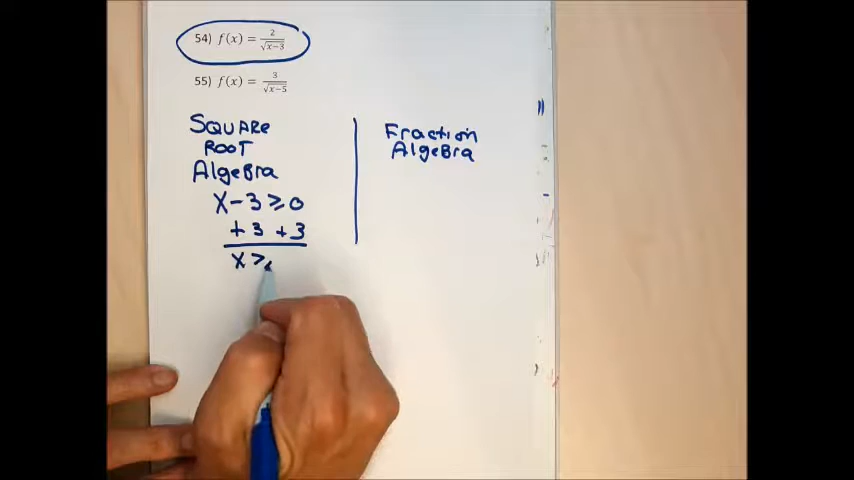 54) f(x) = 2/√x−3
55) f(x) = 3/√x−5
SQUARE
ROOT
AlgeBra
x − 3 ≥ 0
+3 +3
x >
Fraction
AlgeBra